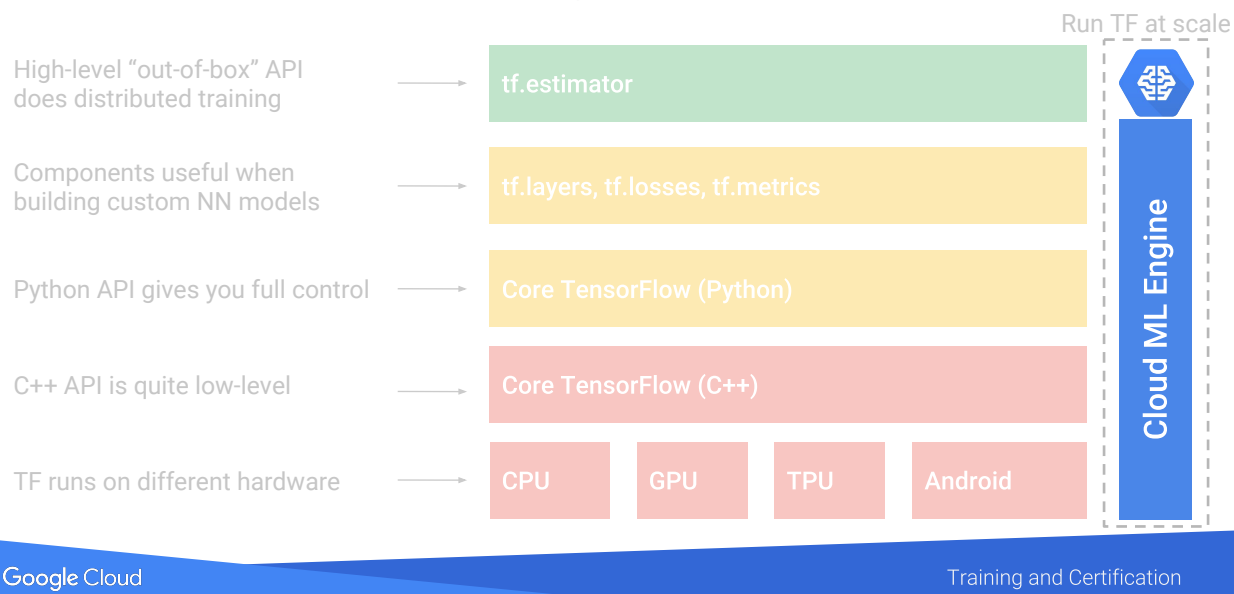 Run TF at scale
High-level “out-of-box” API
does distributed training
tf.estimator
Components useful when
building custom NN models
tf.layers, tf.losses, tf.metrics
Python API gives you full control
Core TensorFlow (Python)
C++ API is quite low-level
Core TensorFlow (C++)
TF runs on different hardware
CPU
GPU
TPU
Android
Cloud ML Engine
Google Cloud
Training and Certification